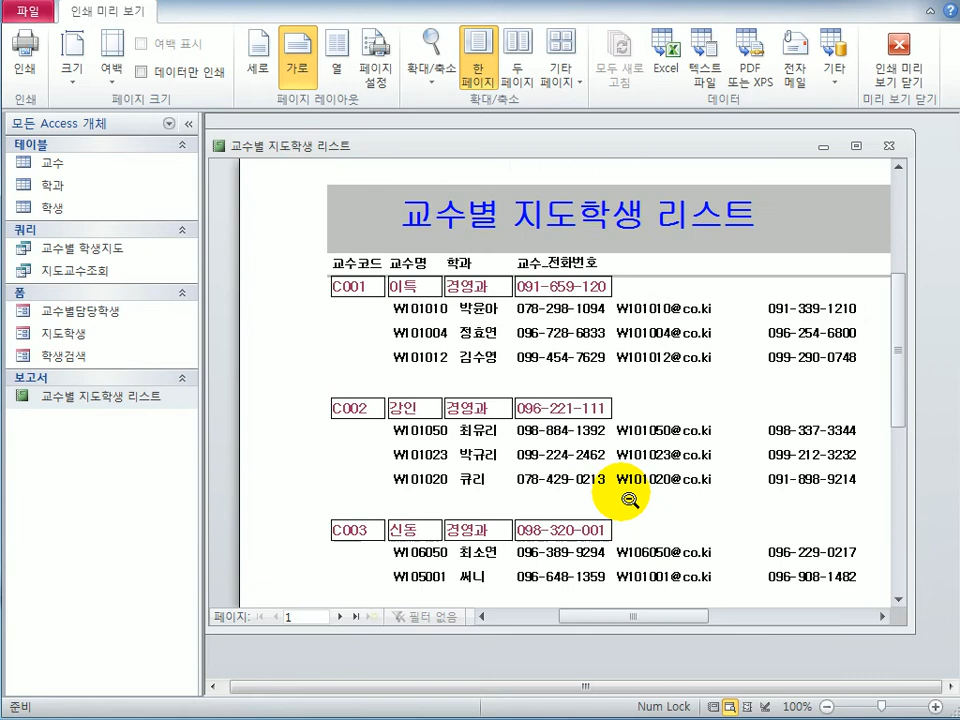 파일 인쇄 미리 보기
인쇄 크기 여백 여백 표시 데이터만 인쇄 세로 가로 열 페이지 설정 확대/축소 한 페이지 두 페이지 기타 페이지 모두 새로 고침 Excel 텍스트 파일 PDF 또는 XPS 전자 메일 기타 인쇄 미리 보기 닫기
인쇄 페이지 크기 페이지 레이아웃 확대/축소 데이터 미리 보기 닫기
모든 Access 개체
테이블
교수
학과
학생
쿼리
교수별 학생지도
지도교수조회
폼
교수별담당학생
지도학생
학생검색
보고서
교수별 지도학생 리스트
교수별 지도학생 리스트
교수별 지도학생 리스트
교수코드 교수명 학과 교수_전화번호
C001 이특 경영과 091-659-120
W101010 박윤아 078-298-1094 W101010@co.ki 091-339-1210
W101004 정효연 096-728-6833 W101004@co.ki 096-254-6800
W101012 김수영 099-454-7629 W101012@co.ki 099-290-0748
C002 강인 경영과 096-221-111
W101050 최유리 098-884-1392 W101050@co.ki 098-337-3344
W101023 박규리 099-224-2462 W101023@co.ki 099-212-3232
W101020 큐리 078-429-0213 W101020@co.ki 091-898-9214
C003 신동 경영과 098-320-001
W106050 최소연 096-389-9294 W106050@co.ki 096-229-0217
W105001 써니 096-648-1359 W101001@co.ki 096-908-1482
페이지: 1 필터 없음
준비 Num Lock 100%